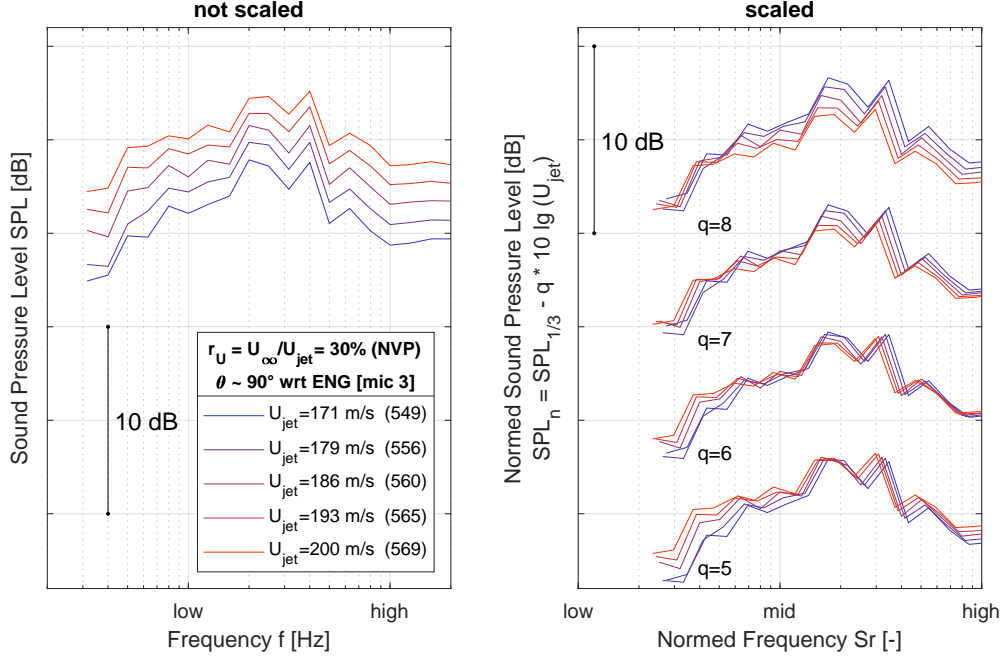 not scaled
Sound Pressure Level SPL [dB]
10 dB
r_U = U_∞/U_jet = 30% (NVP)
θ ~ 90° wrt ENG [mic 3]
U_jet=171 m/s (549)
U_jet=179 m/s (556)
U_jet=186 m/s (560)
U_jet=193 m/s (565)
U_jet=200 m/s (569)
low
high
Frequency f [Hz]
scaled
Normed Sound Pressure Level [dB]
SPL_n = SPL_1/3 - q * 10 lg (U_jet)
10 dB
q=8
q=7
q=6
q=5
low
mid
high
Normed Frequency Sr [-]